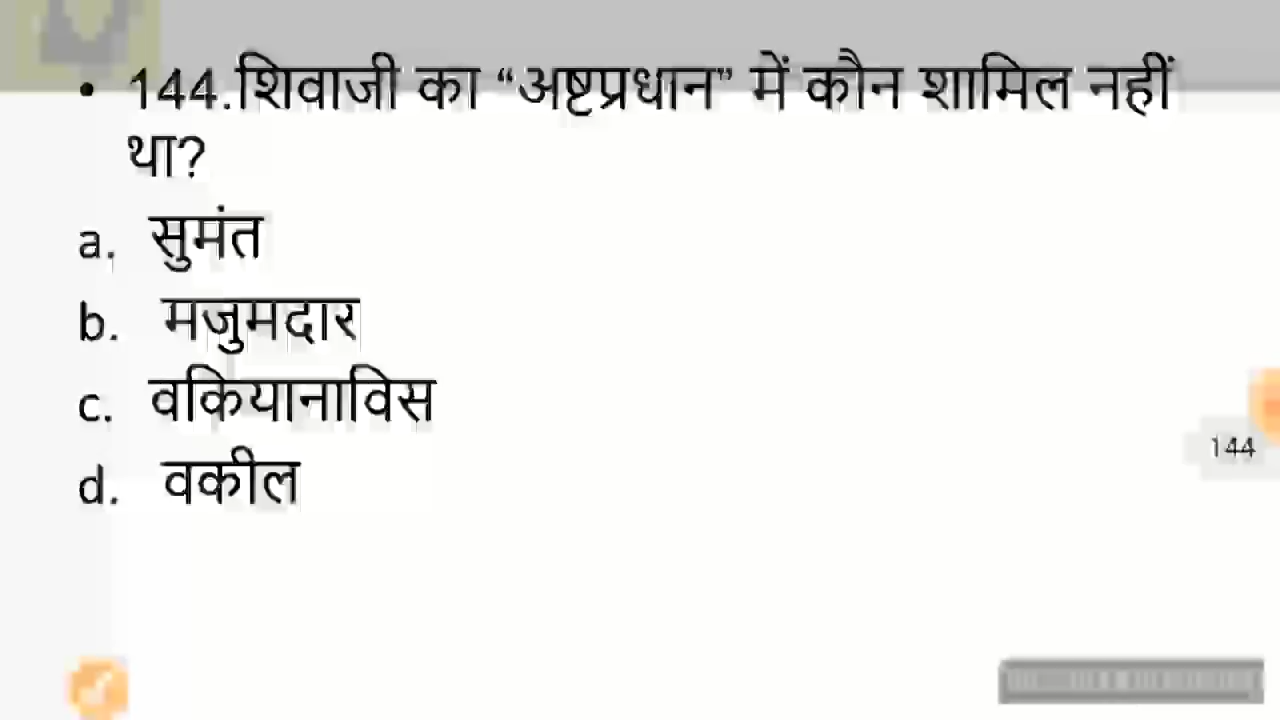 • 144.शिवाजी का “अष्टप्रधान” में कौन शामिल नहीं
था?
a. सुमंत
b. मजुमदार
c. वकियानाविस
d. वकील
144